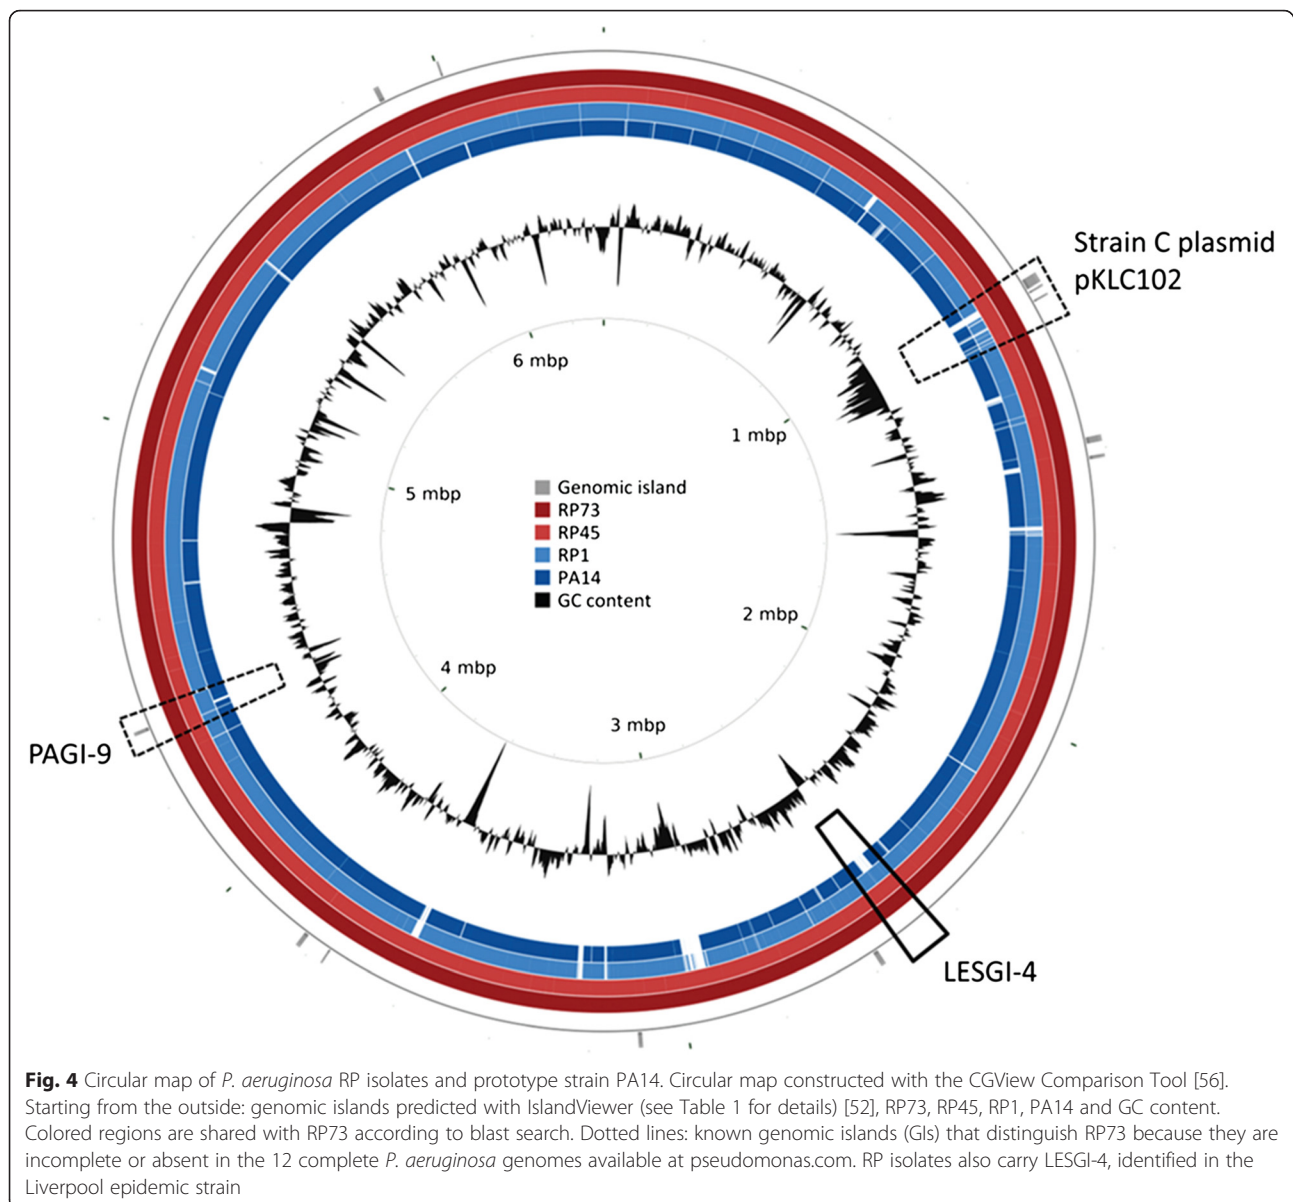 Strain C plasmid
pKLC102
6 mbp
1 mbp
5 mbp
Genomic island
RP73
RP45
RP1
PA14
GC content
2 mbp
4 mbp
3 mbp
PAGI-9
LESGI-4
Fig. 4 Circular map of P. aeruginosa RP isolates and prototype strain PA14. Circular map constructed with the CGView Comparison Tool [56].
Starting from the outside: genomic islands predicted with IslandViewer (see Table 1 for details) [52], RP73, RP45, RP1, PA14 and GC content.
Colored regions are shared with RP73 according to blast search. Dotted lines: known genomic islands (GIs) that distinguish RP73 because they are
incomplete or absent in the 12 complete P. aeruginosa genomes available at pseudomonas.com. RP isolates also carry LESGI-4, identified in the
Liverpool epidemic strain